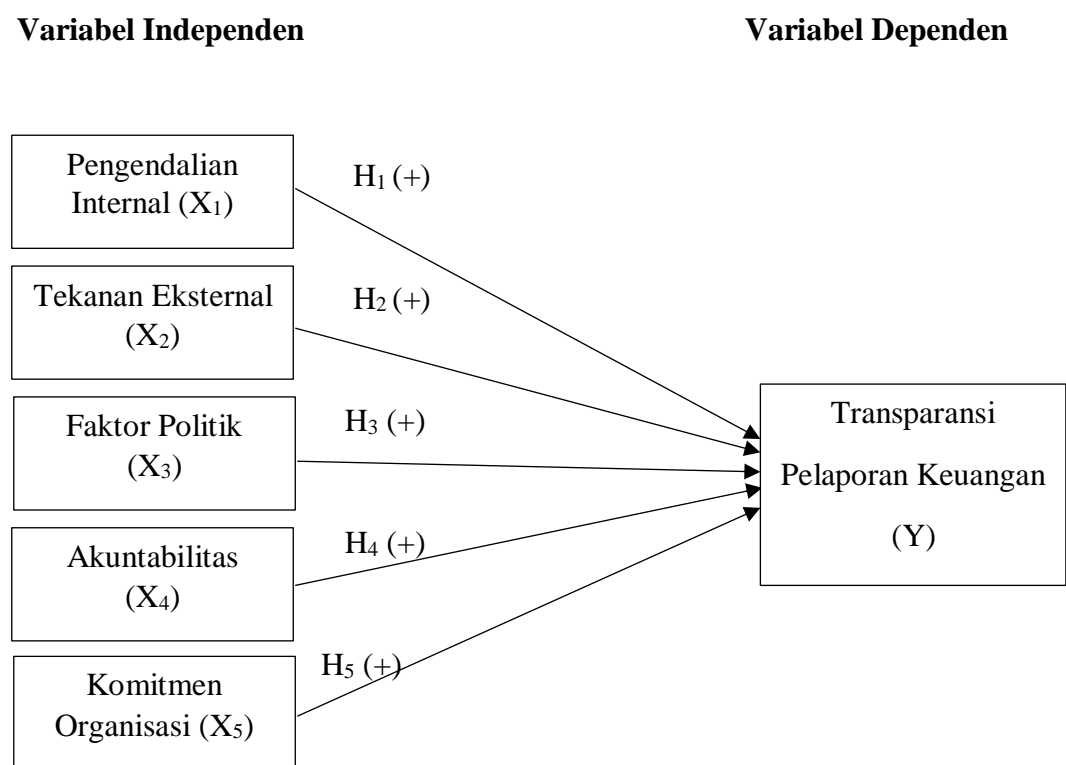 Variabel Independen
Variabel Dependen
Pengendalian
Internal (X₁)
H₁ (+)
Tekanan Eksternal
(X₂)
H₂ (+)
Faktor Politik
(X₃)
H₃ (+)
Akuntabilitas
(X₄)
H₄ (+)
Komitmen
Organisasi (X₅)
H₅ (+)
Transparansi
Pelaporan Keuangan
(Y)